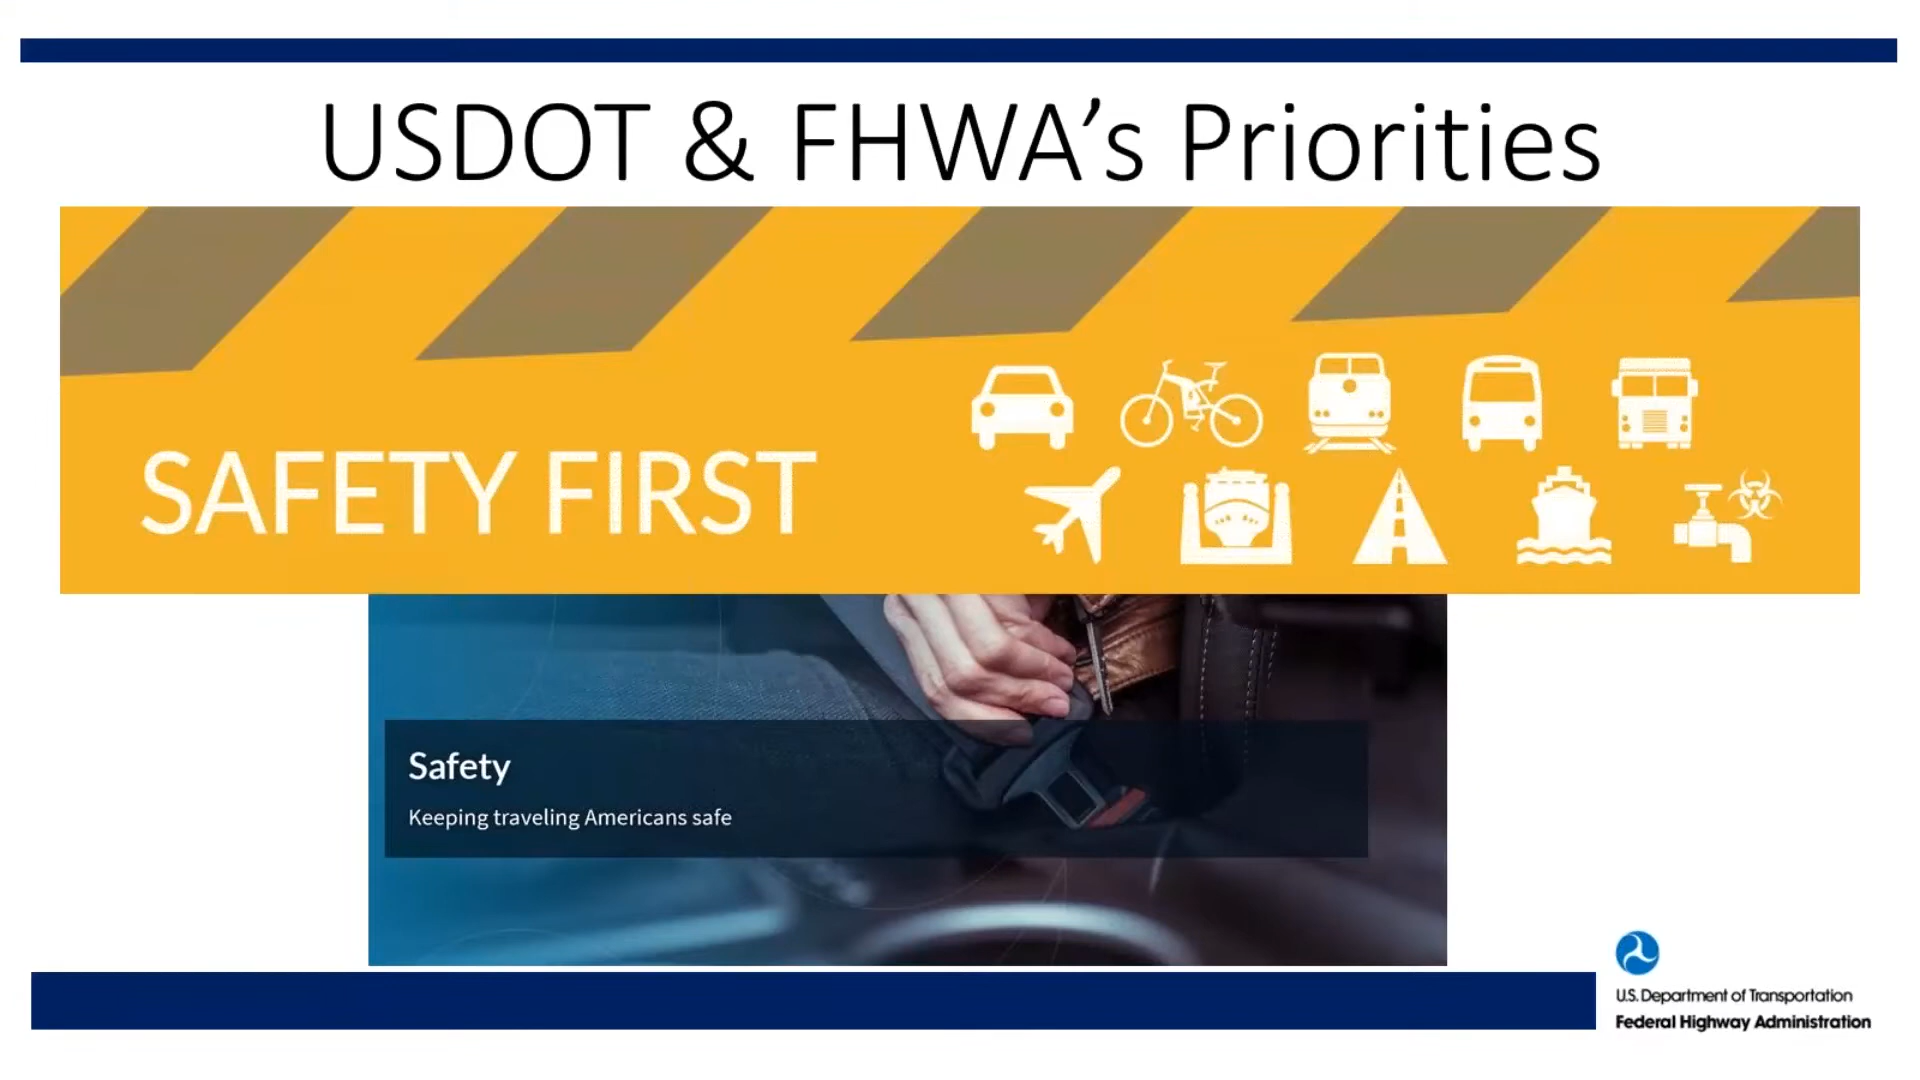 USDOT & FHWA’s Priorities
SAFETY FIRST
Safety
Keeping traveling Americans safe
U.S. Department of Transportation
Federal Highway Administration